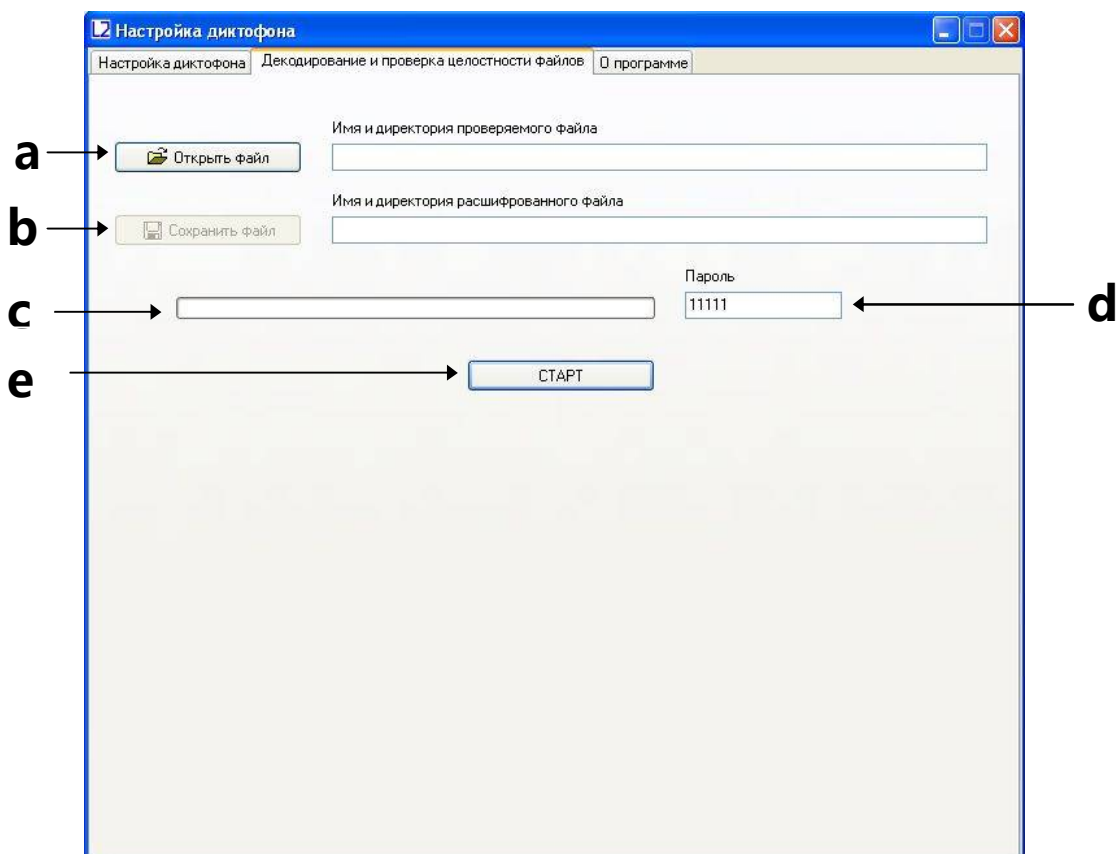 Настройка диктофона
Настройка диктофона Декодирование и проверка целостности файлов О программе
Имя и директория проверяемого файла
a Открыть файл
Имя и директория расшифрованного файла
b Сохранить файл
Пароль
c 11111 d
e СТАРТ